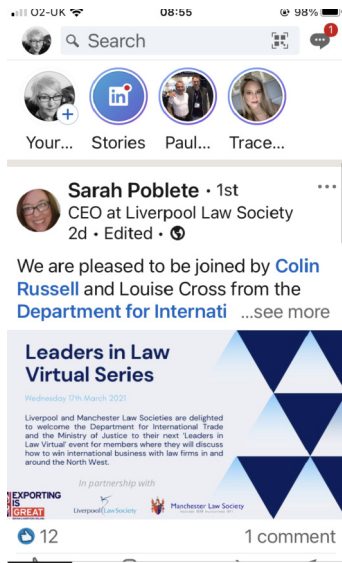 O2-UK 08:55 98%
Search
1
Your... Stories Paul... Trace...
in
Sarah Poblete • 1st
CEO at Liverpool Law Society
2d • Edited •
We are pleased to be joined by Colin
Russell and Louise Cross from the
Department for Internati ...see more
Leaders in Law
Virtual Series
Wednesday 17th March 2021
Liverpool and Manchester Law Societies are delighted
to welcome the Department for International Trade
and the Ministry of Justice to their next 'Leaders in
Law Virtual' event for members where they will discuss
how to win international business with law firms in and
around the North West.
In partnership with
EXPORTING
IS
GREAT
Liverpool Law Society
Manchester Law Society
12 1 comment